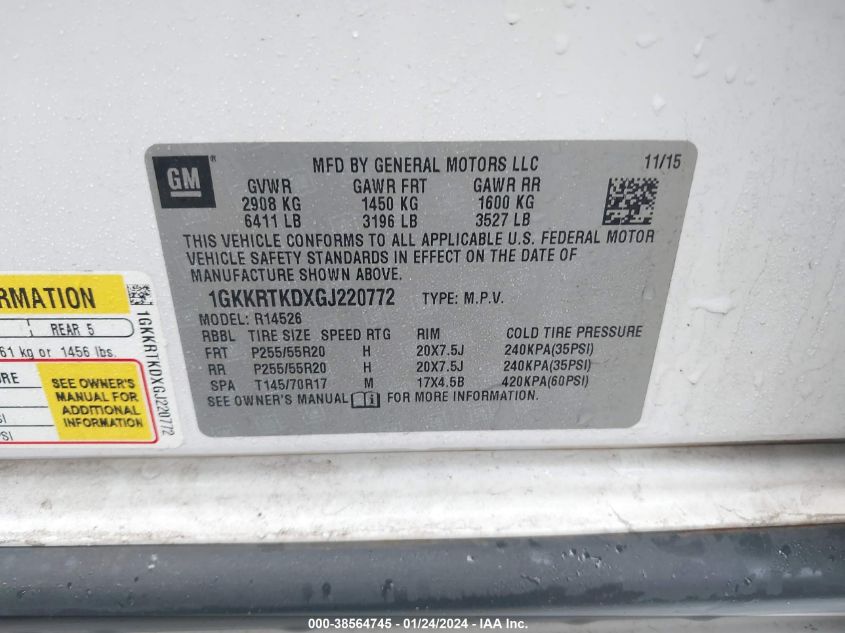 GM
®
MFD BY GENERAL MOTORS LLC 11/15
GVWR GAWR FRT GAWR RR
2908 KG 1450 KG 1600 KG
6411 LB 3196 LB 3527 LB
THIS VEHICLE CONFORMS TO ALL APPLICABLE U.S. FEDERAL MOTOR
VEHICLE SAFETY STANDARDS IN EFFECT ON THE DATE OF
MANUFACTURE SHOWN ABOVE.
1GKKRTKDXGJ220772 TYPE: M.P.V.
MODEL: R14526
RBBL TIRE SIZE SPEED RTG RIM COLD TIRE PRESSURE
FRT P255/55R20 H 20X7.5J 240KPA(35PSI)
RR P255/55R20 H 20X7.5J 240KPA(35PSI)
SPA T145/70R17 M 17X4.5B 420KPA(60PSI)
SEE OWNER'S MANUAL i FOR MORE INFORMATION.
RMATION
REAR 5
61 kg or 1456 lbs.
URE
SEE OWNER'S
MANUAL FOR
ADDITIONAL
INFORMATION
SI
PSI
1GKKRTKDXGJ220772
000-38564745 - 01/24/2024 - IAA Inc.